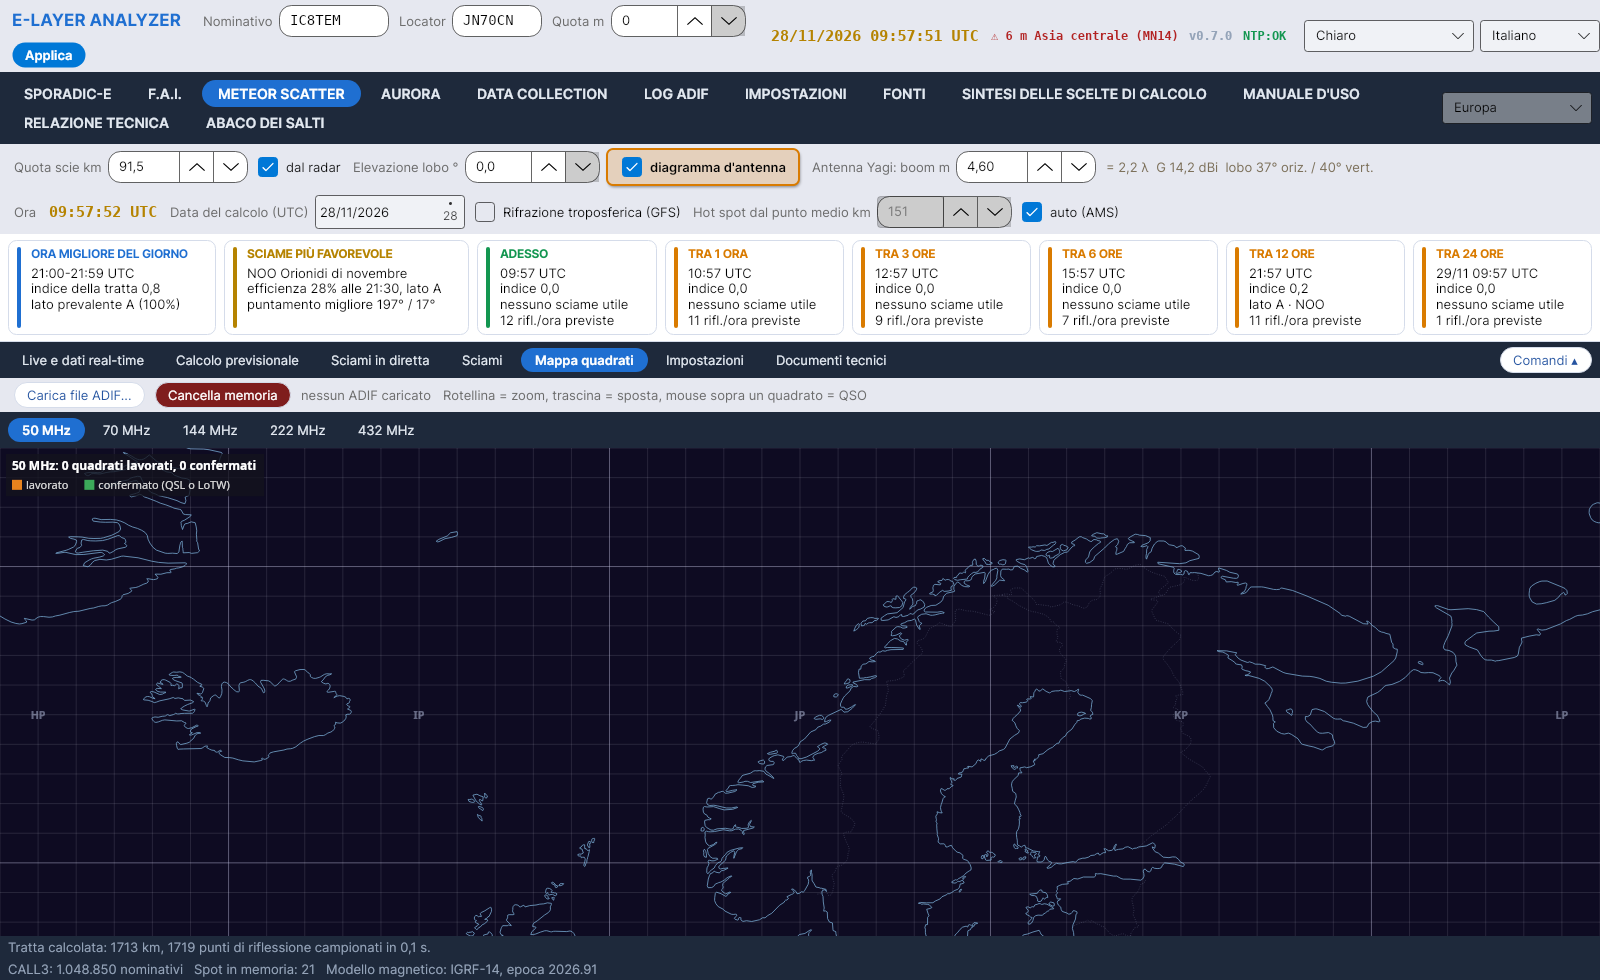 E-LAYER ANALYZER Nominativo IC8TEM Locator JN70CN Quota m 0
28/11/2026 09:57:51 UTC ⚠ 6 m Asia centrale (MN14) v0.7.0 NTP:OK Chiaro Italiano
Applica
SPORADIC-E F.A.I. METEOR SCATTER AURORA DATA COLLECTION LOG ADIF IMPOSTAZIONI FONTI SINTESI DELLE SCELTE DI CALCOLO MANUALE D'USO
RELAZIONE TECNICA ABACO DEI SALTI
Europa
Quota scie km 91,5 dal radar Elevazione lobo ° 0,0 diagramma d'antenna Antenna Yagi: boom m 4,60 = 2,2 λ G 14,2 dBi lobo 37° oriz. / 40° vert.
Ora 09:57:52 UTC Data del calcolo (UTC) 28/11/2026 28 Rifrazione troposferica (GFS) Hot spot dal punto medio km 151 auto (AMS)
ORA MIGLIORE DEL GIORNO
21:00-21:59 UTC
indice della tratta 0,8
lato prevalente A (100%)
SCIAME PIÙ FAVOREVOLE
NOO Orionidi di novembre
efficienza 28% alle 21:30, lato A
puntamento migliore 197° / 17°
ADESSO
09:57 UTC
indice 0,0
nessuno sciame utile
12 rifl./ora previste
TRA 1 ORA
10:57 UTC
indice 0,0
nessuno sciame utile
11 rifl./ora previste
TRA 3 ORE
12:57 UTC
indice 0,0
nessuno sciame utile
9 rifl./ora previste
TRA 6 ORE
15:57 UTC
indice 0,0
nessuno sciame utile
7 rifl./ora previste
TRA 12 ORE
21:57 UTC
indice 0,2
lato A · NOO
11 rifl./ora previste
TRA 24 ORE
29/11 09:57 UTC
indice 0,0
nessuno sciame utile
1 rifl./ora previste
Live e dati real-time Calcolo previsionale Sciami in diretta Sciami Mappa quadrati Impostazioni Documenti tecnici Comandi ▴
Carica file ADIF... Cancella memoria nessun ADIF caricato Rotellina = zoom, trascina = sposta, mouse sopra un quadrato = QSO
50 MHz 70 MHz 144 MHz 222 MHz 432 MHz
50 MHz: 0 quadrati lavorati, 0 confermati
lavorato confermato (QSL o LoTW)
HP IP JP KP LP
Tratta calcolata: 1713 km, 1719 punti di riflessione campionati in 0,1 s.
CALL3: 1.048.850 nominativi Spot in memoria: 21 Modello magnetico: IGRF-14, epoca 2026.91